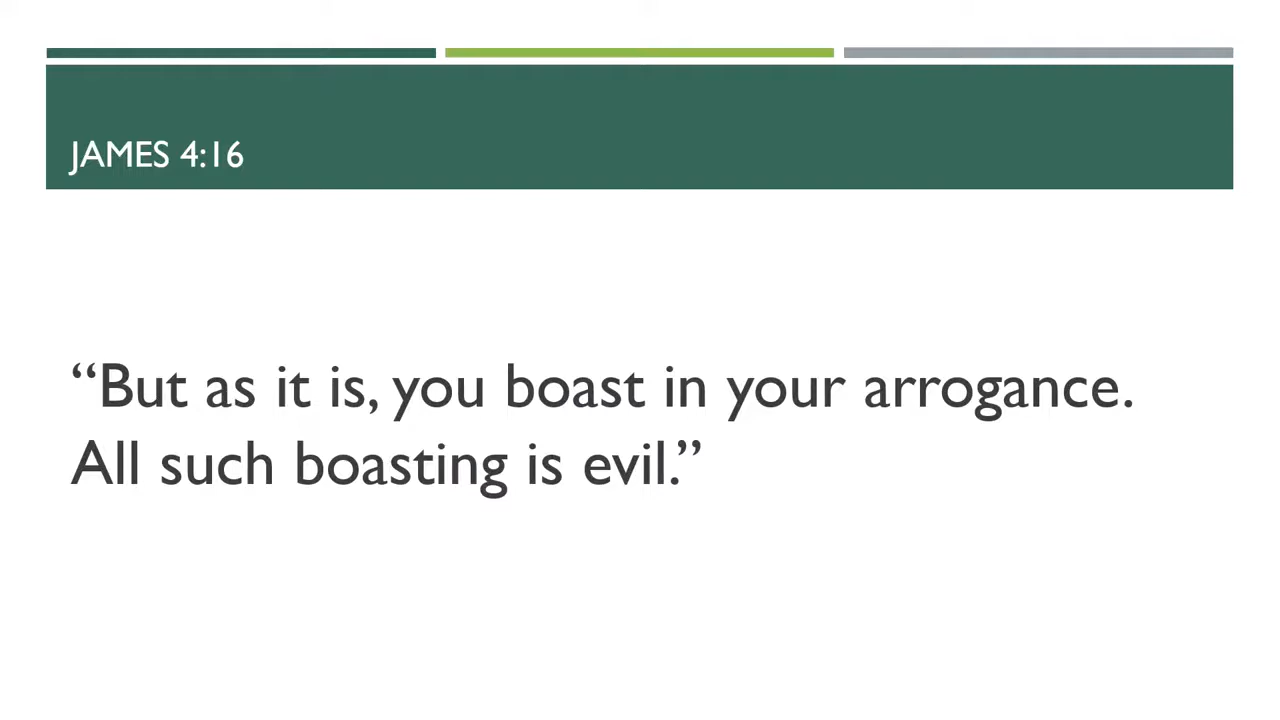 JAMES 4:16
“But as it is, you boast in your arrogance.
All such boasting is evil.”